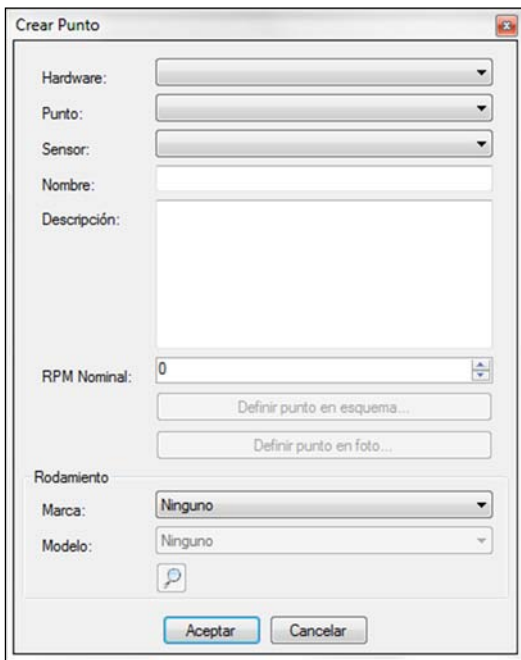 Crear Punto
Hardware:
Punto:
Sensor:
Nombre:
Descripción:
RPM Nominal: 0
Definir punto en esquema...
Definir punto en foto...
Rodamiento
Marca: Ninguno
Modelo: Ninguno
Aceptar Cancelar